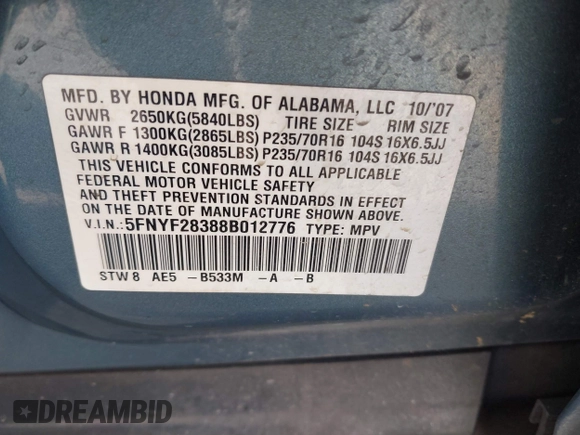 MFD. BY HONDA MFG. OF ALABAMA, LLC 10/'07
GVWR 2650KG(5840LBS) TIRE SIZE RIM SIZE
GAWR F 1300KG(2865LBS) P235/70R16 104S 16X6.5JJ
GAWR R 1400KG(3085LBS) P235/70R16 104S 16X6.5JJ
THIS VEHICLE CONFORMS TO ALL APPLICABLE
FEDERAL MOTOR VEHICLE SAFETY
AND THEFT PREVENTION STANDARDS IN EFFECT
ON THE DATE OF MANUFACTURE SHOWN ABOVE.
V.I.N.:5FNYF28388B012776 TYPE: MPV
STW8 AE5 -B533M -A -B
DREAMBID